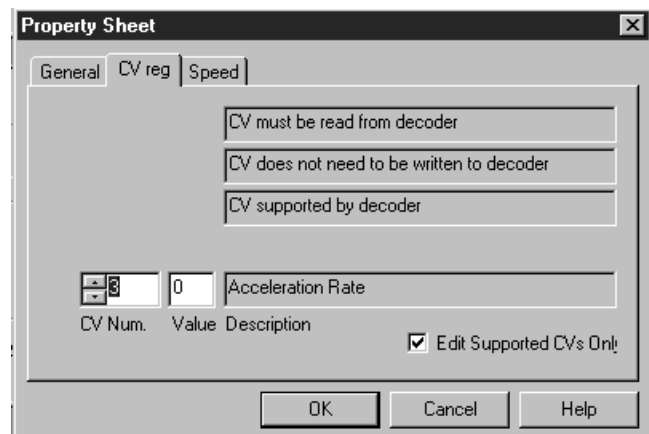 Property Sheet
General CV reg Speed
CV must be read from decoder
CV does not need to be written to decoder
CV supported by decoder
3 0 Acceleration Rate
CV Num. Value Description
Edit Supported CVs Onl
OK Cancel Help